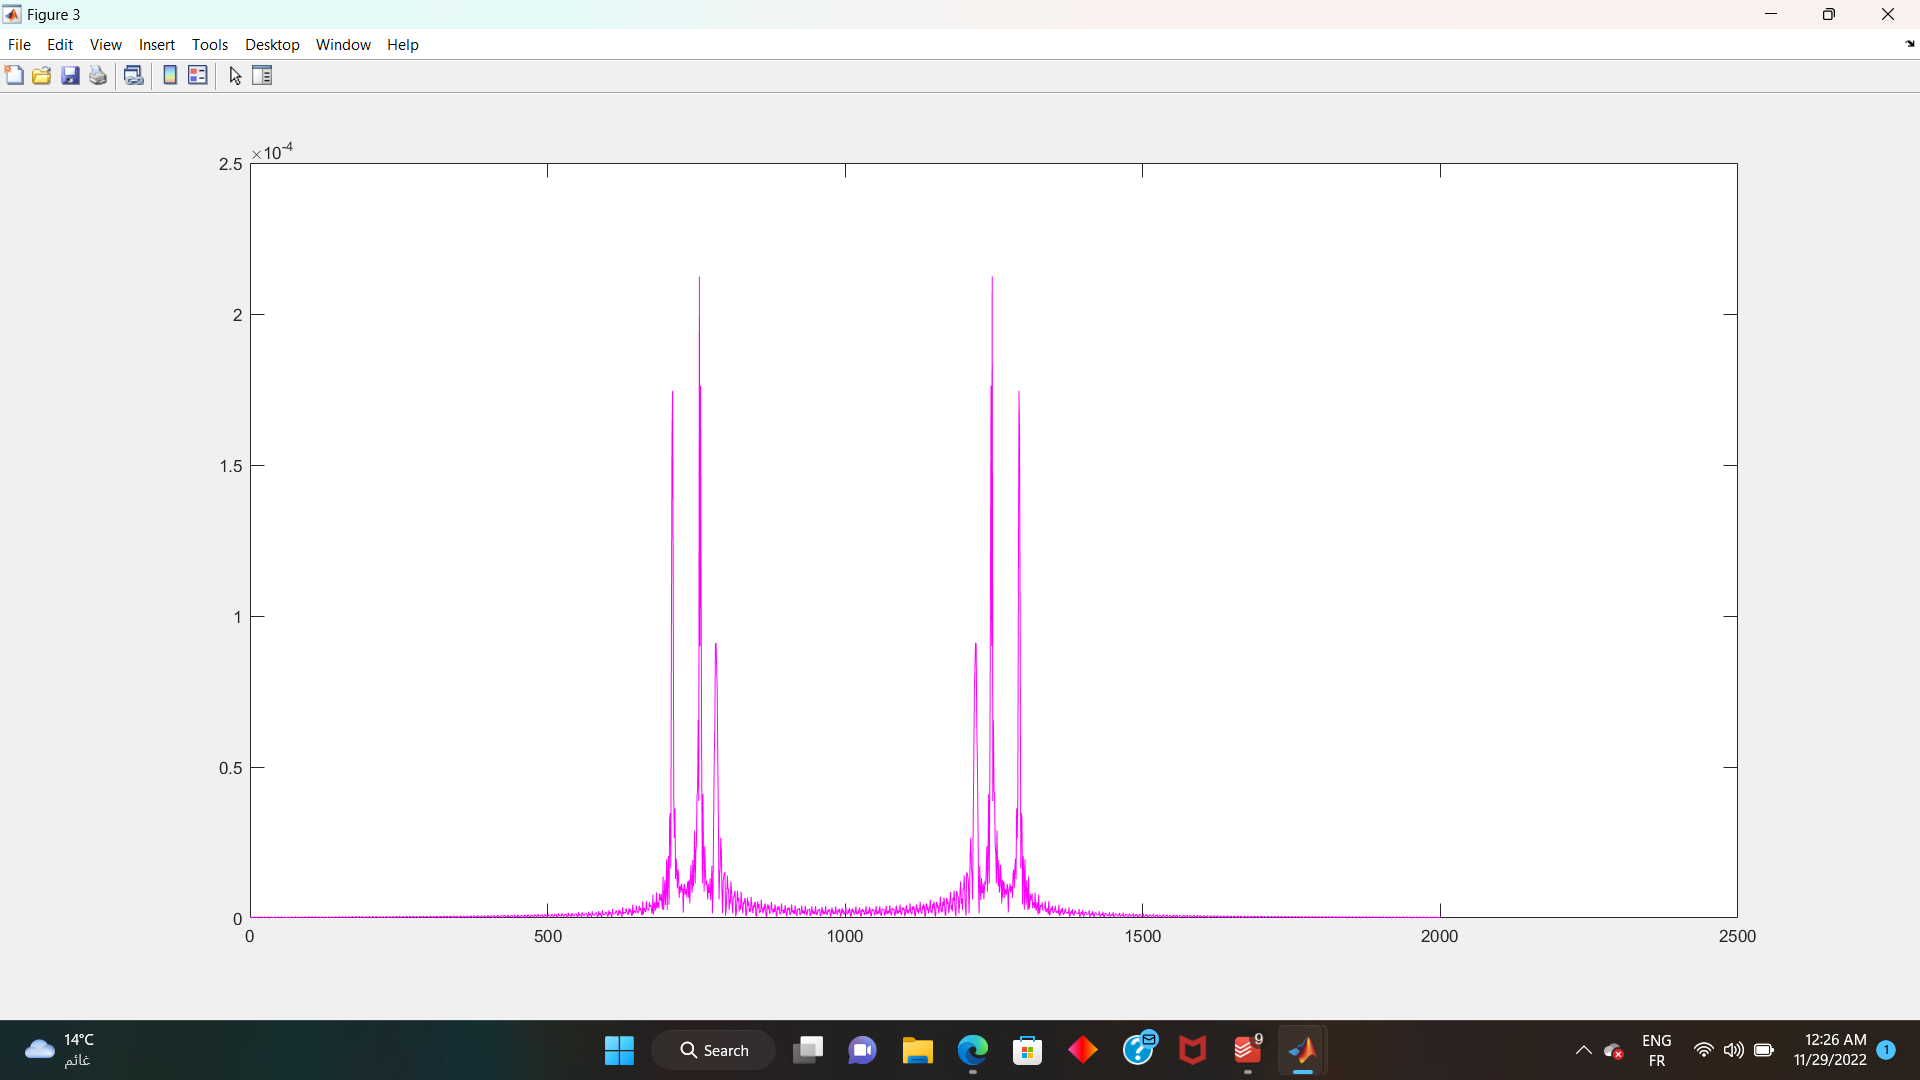 Figure 3
File Edit View Insert Tools Desktop Window Help
×10-4
2.5
2
1.5
1
0.5
0
0 500 1000 1500 2000 2500
14°C
غائم
Search
9
ENG
FR
12:26 AM
11/29/2022
1